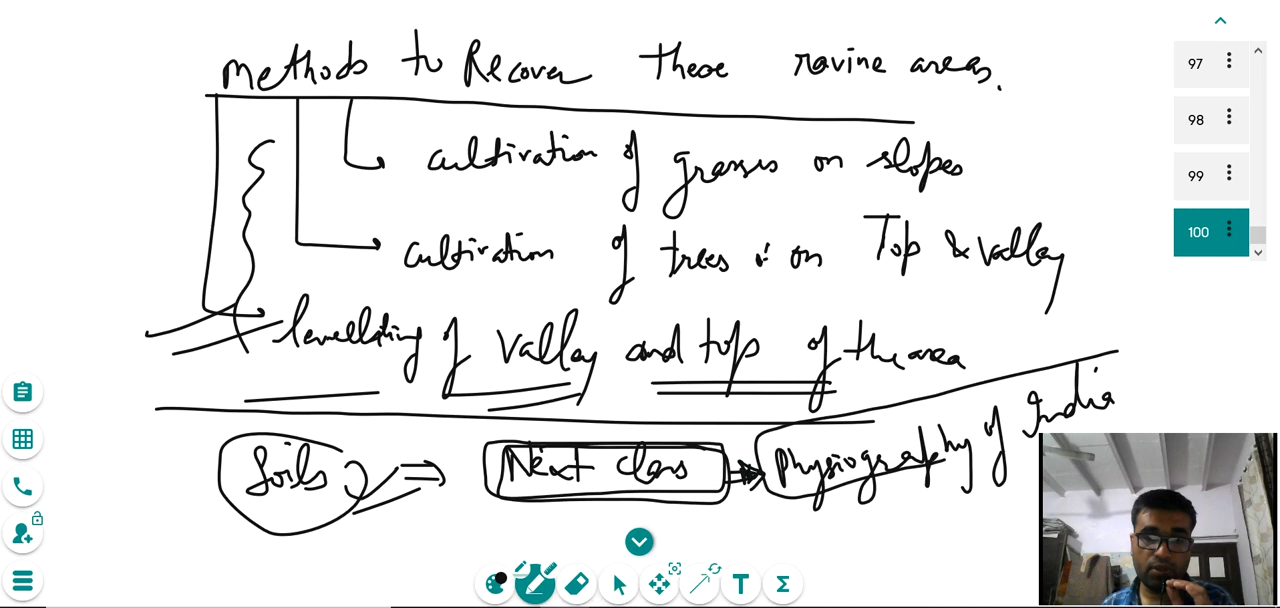 Methods to Recover these ravine areas.
cultivation of grasses on slopes
cultivation of trees on Top & valley
levellating of valley and top of the area
Soils ⇒ Next class Physiography of India
97
98
99
100
T
Σ